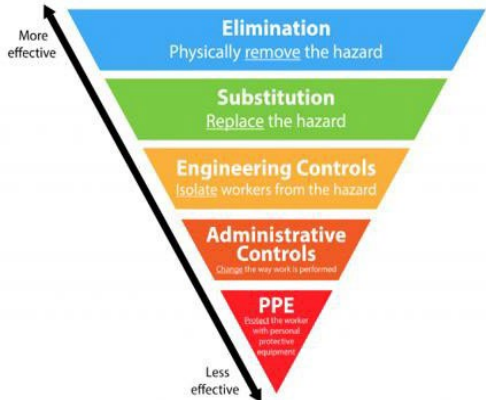 More
effective
Elimination
Physically remove the hazard
Substitution
Replace the hazard
Engineering Controls
Isolate workers from the hazard
Administrative
Controls
Change the way work is performed
PPE
Protect the worker
with personal
protective
equipment
Less
effective